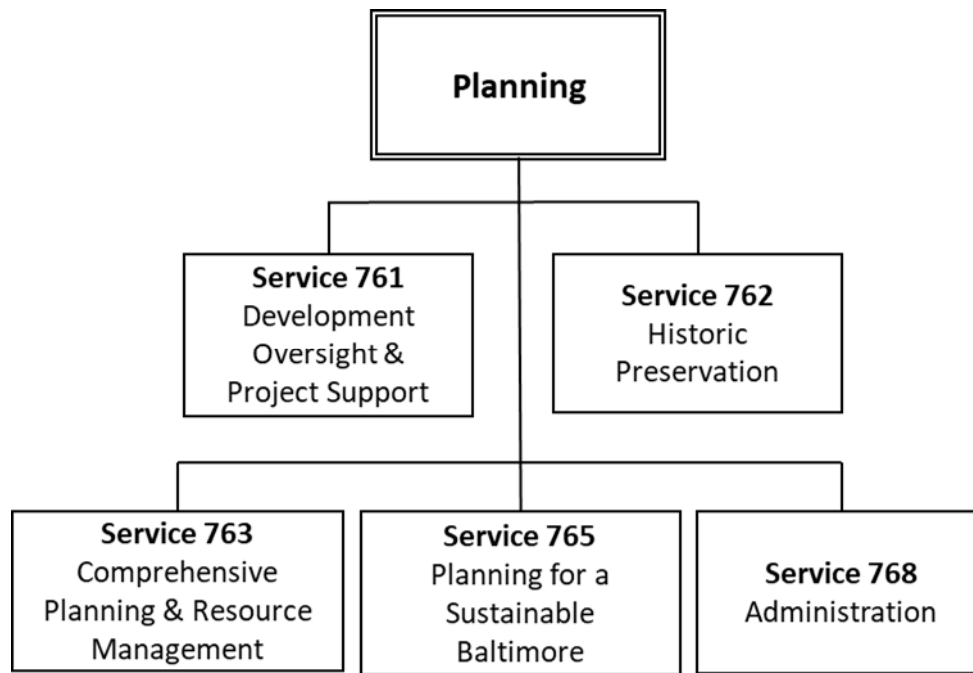 Planning
Service 761
Development
Oversight &
Project Support
Service 762
Historic
Preservation
Service 763
Comprehensive
Planning & Resource
Management
Service 765
Planning for a
Sustainable
Baltimore
Service 768
Administration